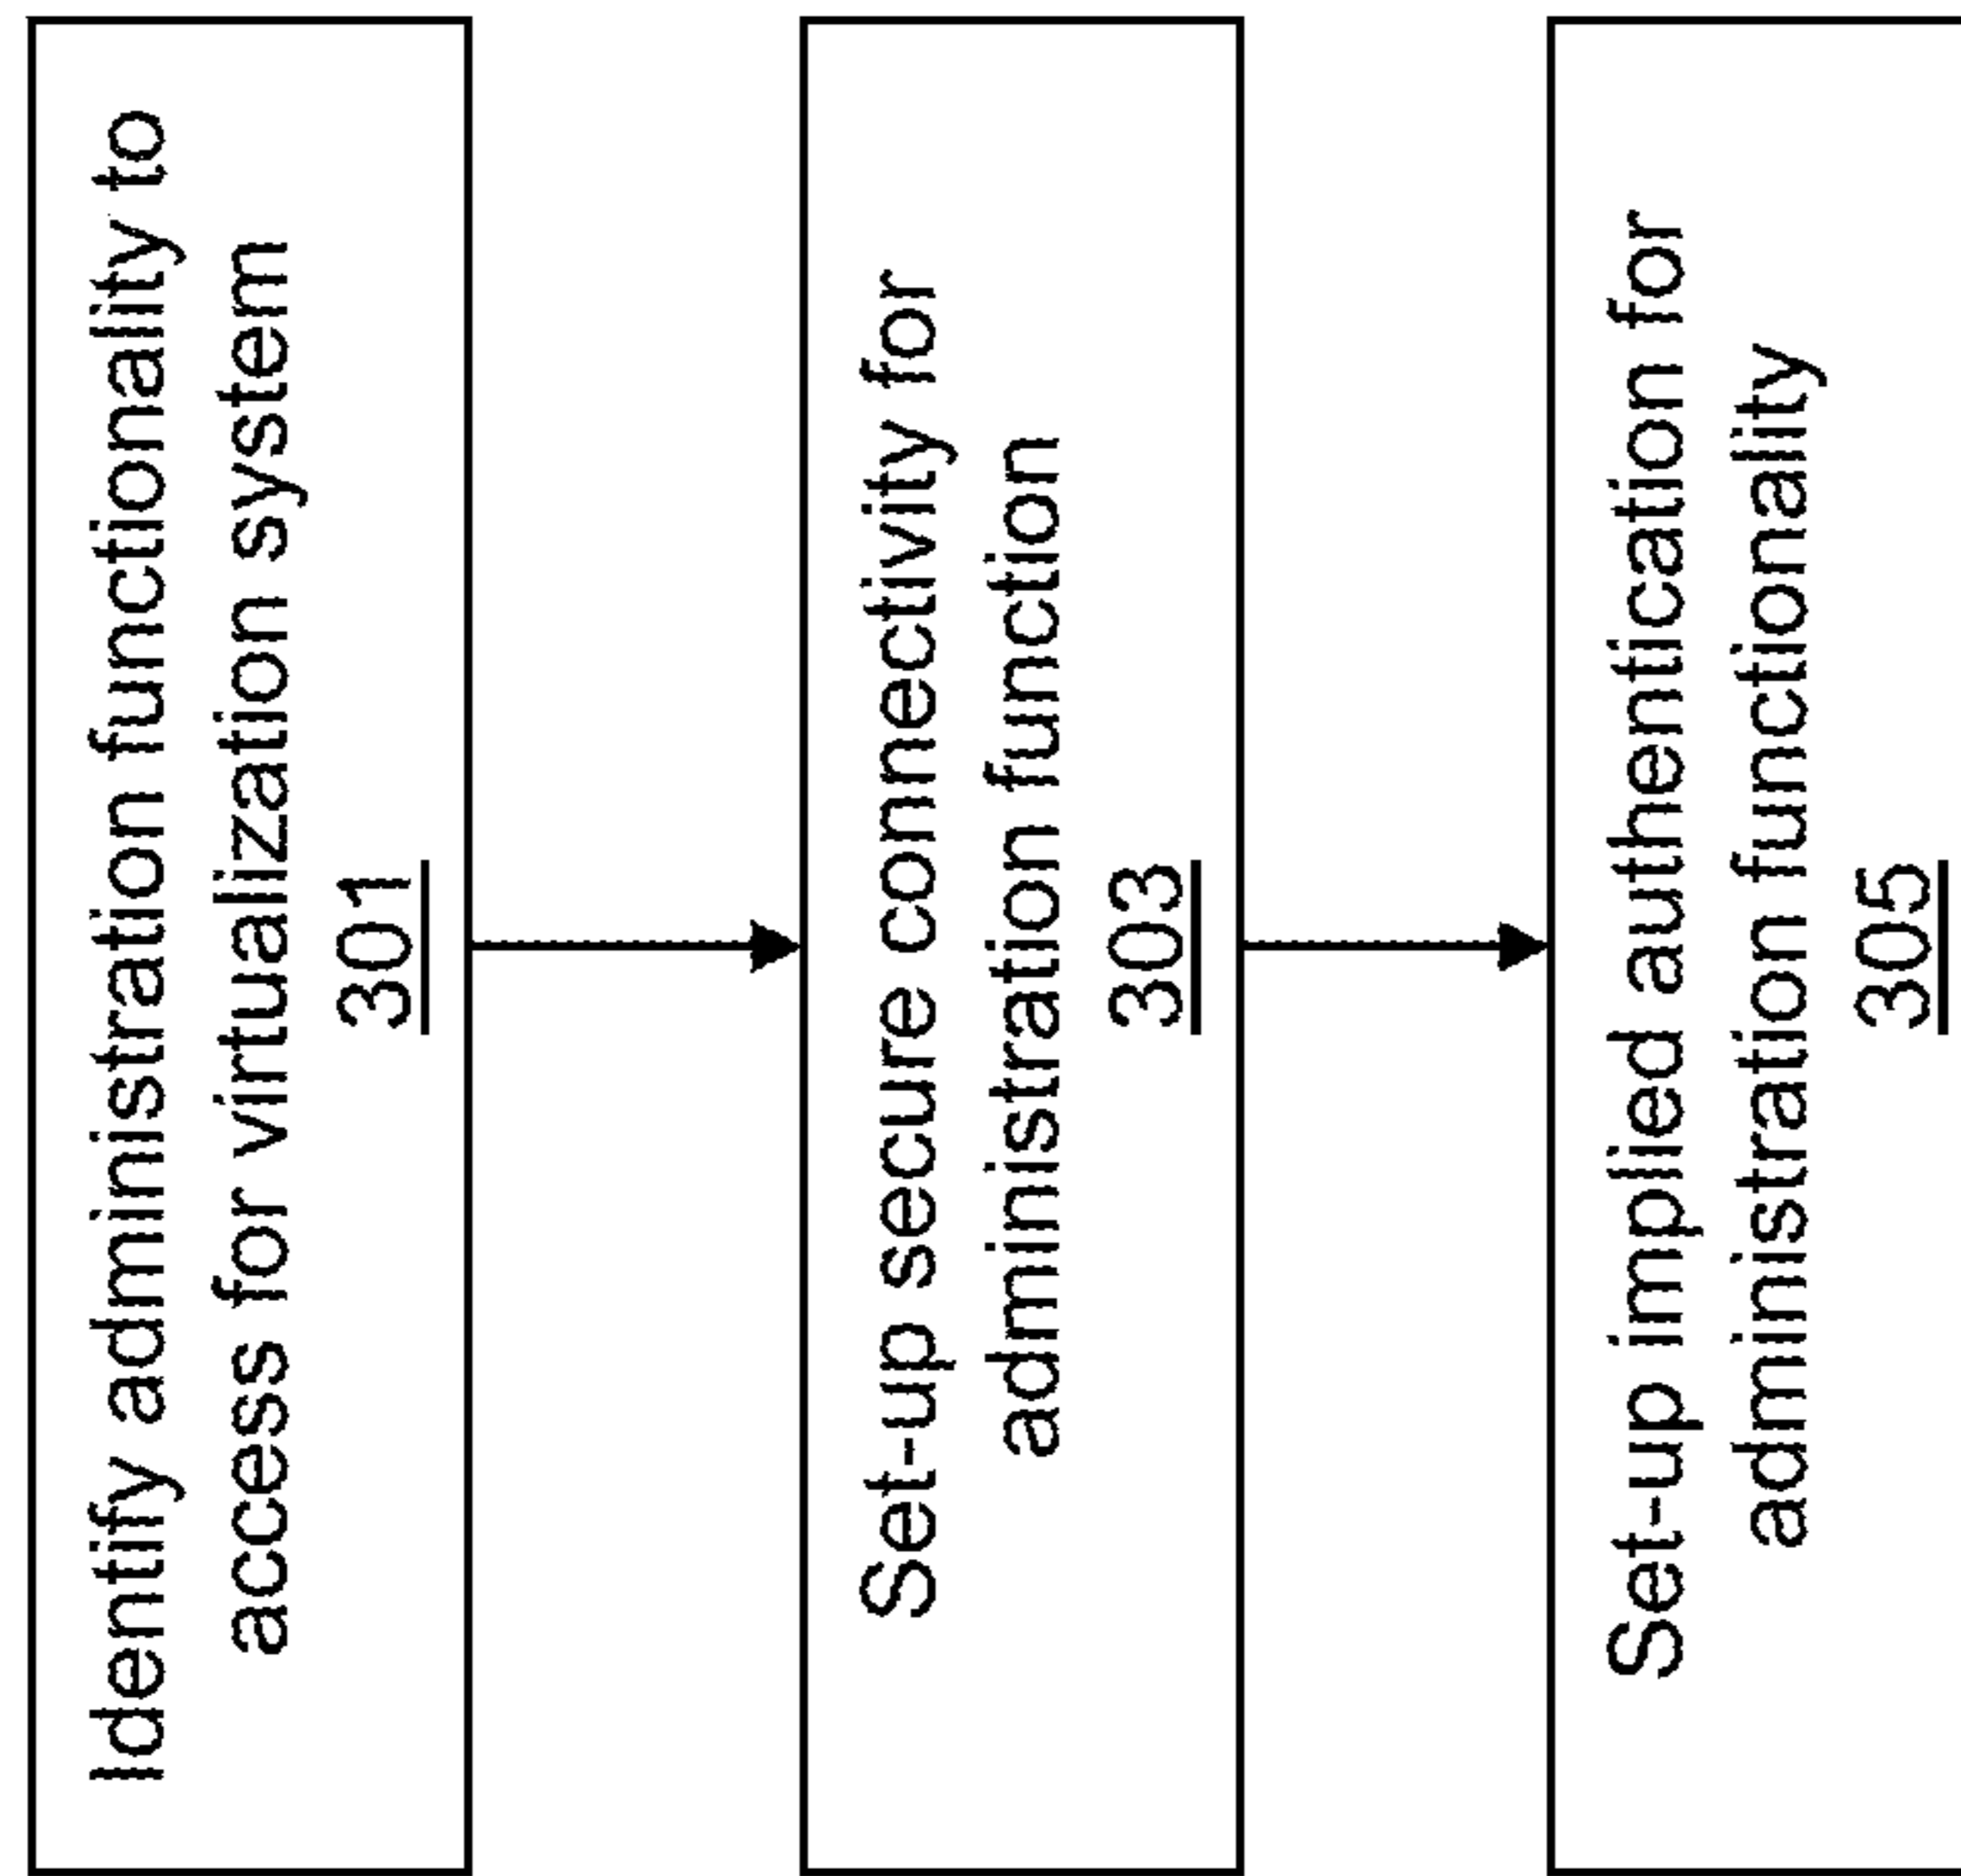 Identify administration functionality to
access for virtualization system
301
Set-up secure connectivity for
administration function
303
Set-up implied authentication for
administration functionality
305